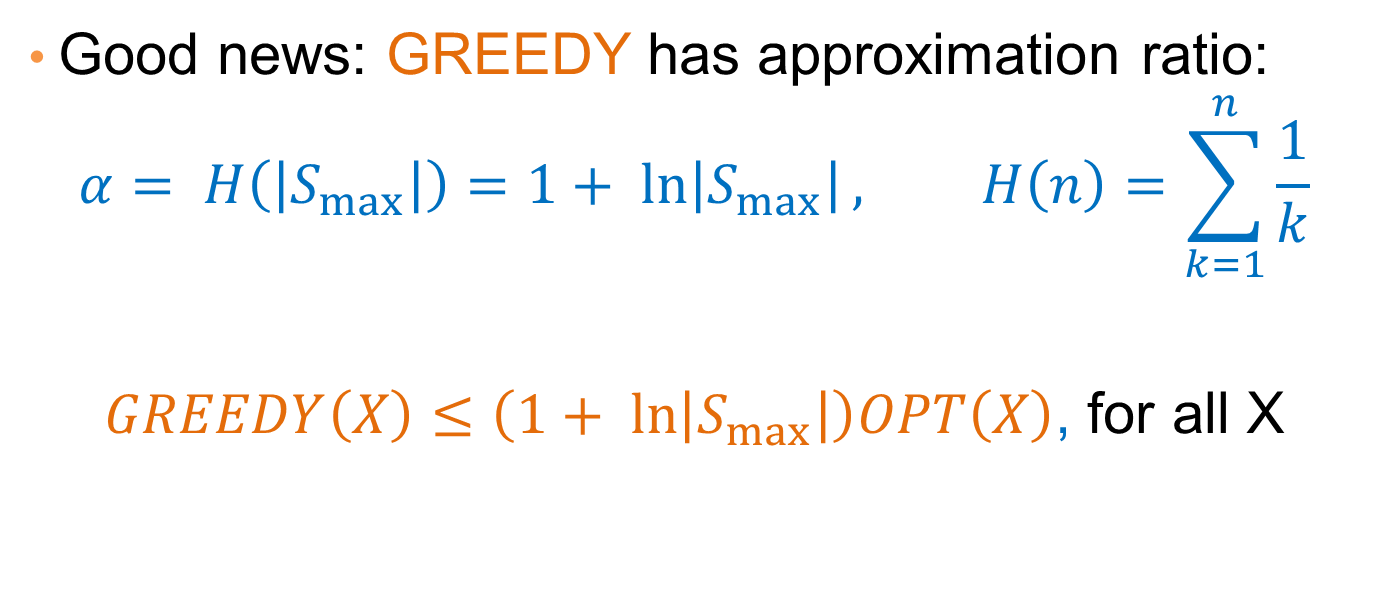 • Good news: GREEDY has approximation ratio:
α = H(|S_max|) = 1 + ln|S_max|, H(n) = ∑_{k=1}^{n} 1/k
GREEDY(X) ≤ (1 + ln|S_max|)OPT(X), for all X